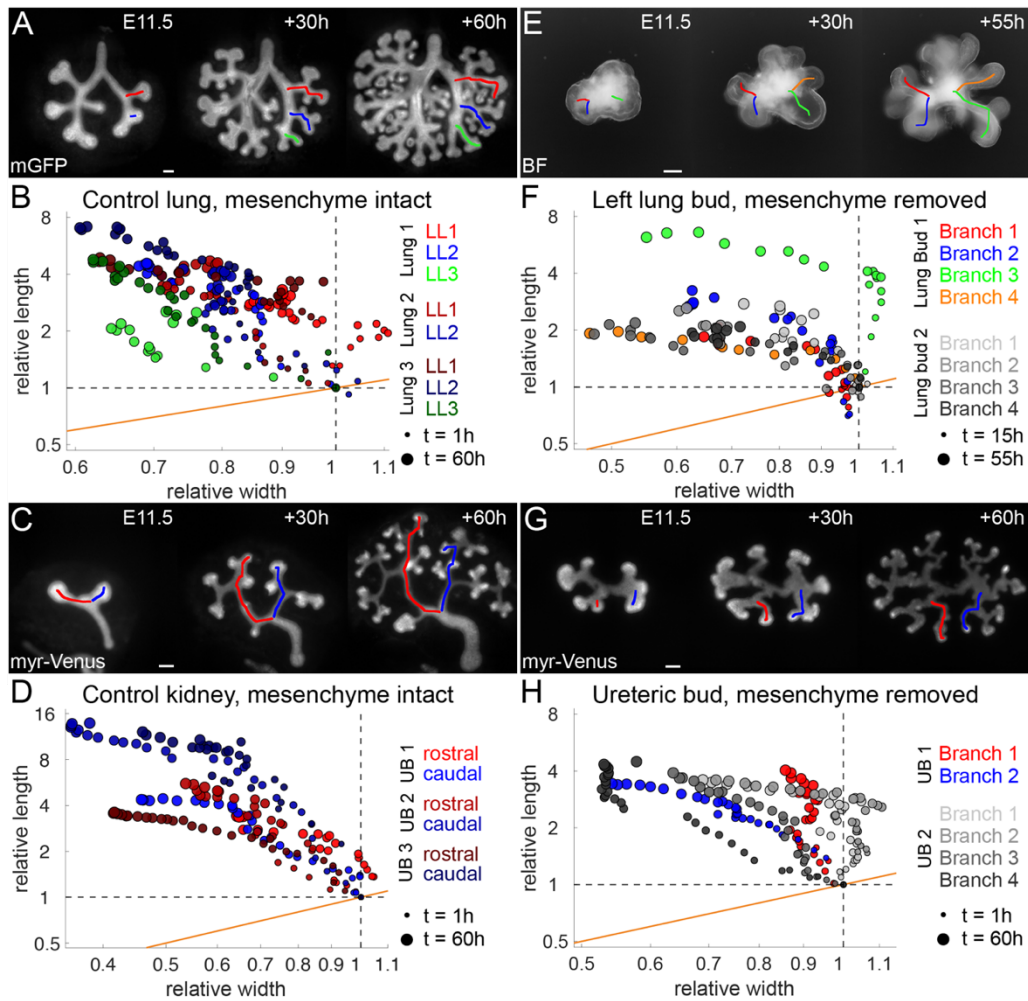 A E11.5 +30h +60h
mGFP
B Control lung, mesenchyme intact
8
4
2
1
0.5
relative length
0.6 0.7 0.8 0.9 1 1.1
relative width
Lung 1
LL1
LL2
LL3
Lung 2
LL1
LL2
Lung 3
LL1
LL2
LL3
t = 1h
t = 60h
C E11.5 +30h +60h
myr-Venus
D Control kidney, mesenchyme intact
16
8
4
2
1
0.5
relative length
0.4 0.5 0.6 0.7 0.8 0.9 1
relative width
UB 1
rostral
caudal
UB 2
rostral
caudal
UB 3
rostral
caudal
t = 1h
t = 60h
E E11.5 +30h +55h
BF
F Left lung bud, mesenchyme removed
8
4
2
1
0.5
relative length
0.5 0.6 0.7 0.8 0.9 1 1.1
relative width
Lung Bud 1
Branch 1
Branch 2
Branch 3
Branch 4
Lung bud 2
Branch 1
Branch 2
Branch 3
Branch 4
t = 15h
t = 55h
G E11.5 +30h +60h
myr-Venus
H Ureteric bud, mesenchyme removed
8
4
2
1
0.5
relative length
0.5 0.6 0.7 0.8 0.9 1 1.1
relative width
UB 1
Branch 1
Branch 2
UB 2
Branch 1
Branch 2
Branch 3
Branch 4
t = 1h
t = 60h